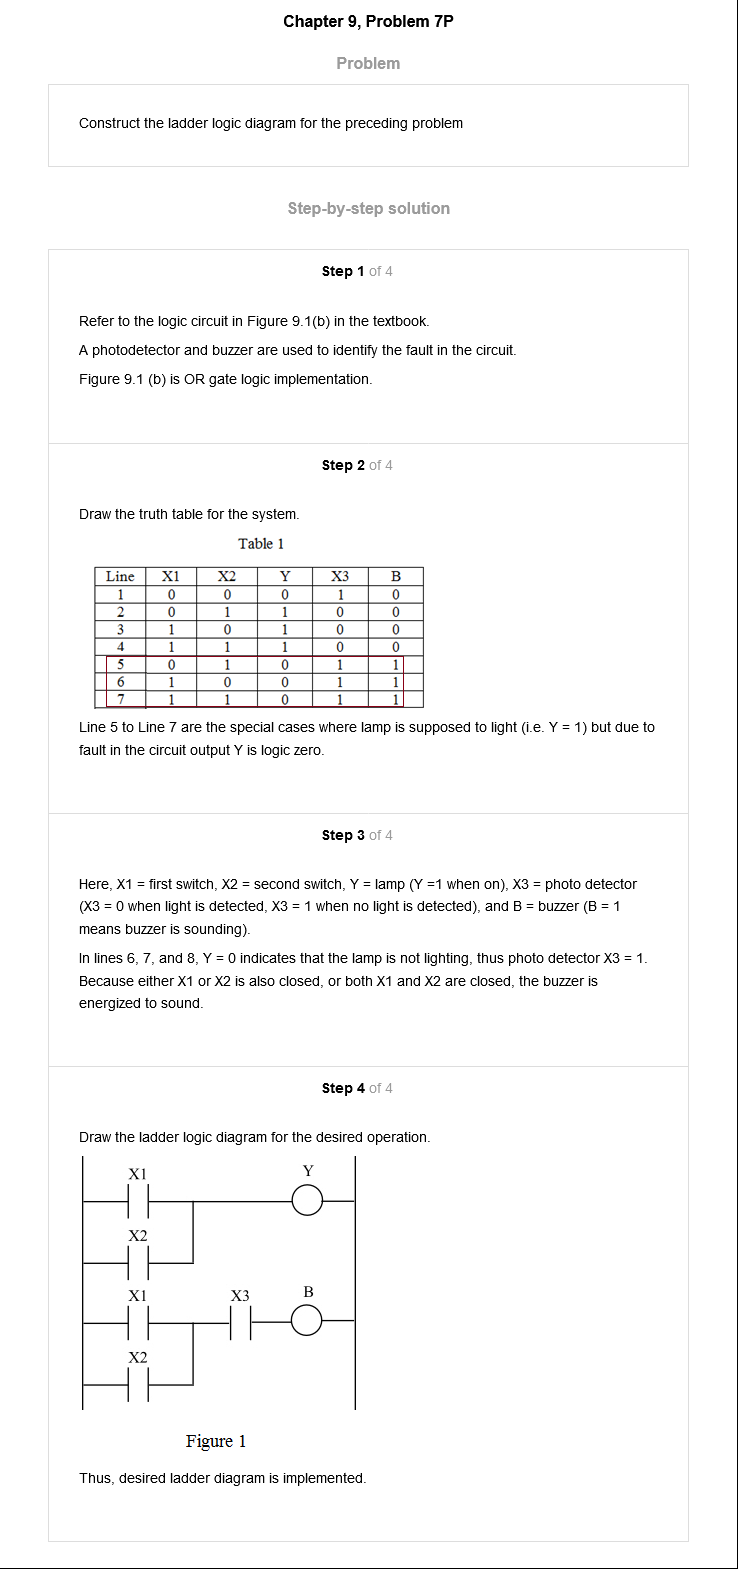 Chapter 9, Problem 7P
Problem
Construct the ladder logic diagram for the preceding problem
Step-by-step solution
Step 1 of 4
Refer to the logic circuit in Figure 9.1(b) in the textbook.
A photodetector and buzzer are used to identify the fault in the circuit.
Figure 9.1 (b) is OR gate logic implementation.
Step 2 of 4
Draw the truth table for the system.
Table 1
Line X1 X2 Y X3 B
1 0 0 0 1 0
2 0 1 1 0 0
3 1 0 1 0 0
4 1 1 1 0 0
5 0 1 0 1 1
6 1 0 0 1 1
7 1 1 0 1 1
Line 5 to Line 7 are the special cases where lamp is supposed to light (i.e. Y = 1) but due to
fault in the circuit output Y is logic zero.
Step 3 of 4
Here, X1 = first switch, X2 = second switch, Y = lamp (Y =1 when on), X3 = photo detector
(X3 = 0 when light is detected, X3 = 1 when no light is detected), and B = buzzer (B = 1
means buzzer is sounding).
In lines 6, 7, and 8, Y = 0 indicates that the lamp is not lighting, thus photo detector X3 = 1.
Because either X1 or X2 is also closed, or both X1 and X2 are closed, the buzzer is
energized to sound.
Step 4 of 4
Draw the ladder logic diagram for the desired operation.
X1 Y
X2
X1 X3 B
X2
Figure 1
Thus, desired ladder diagram is implemented.